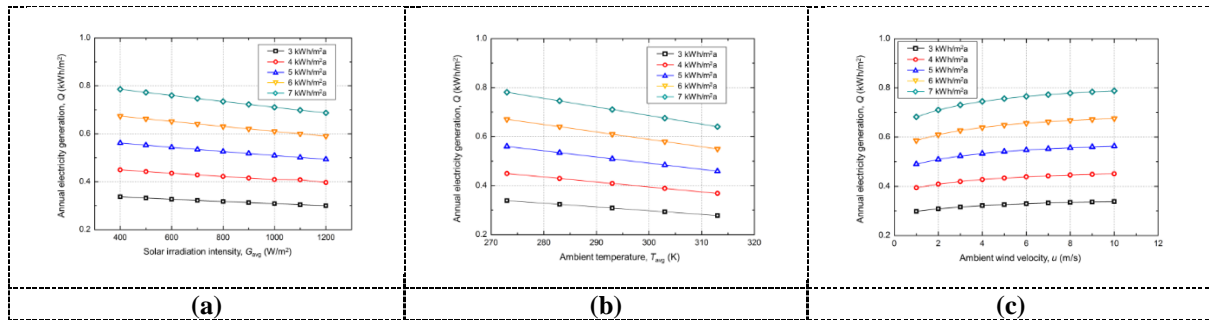 1.0
0.8
0.6
0.4
0.2
Annual electricity generation, Q (kWh/m²)
3 kWh/m²a
4 kWh/m²a
5 kWh/m²a
6 kWh/m²a
7 kWh/m²a
400 600 800 1000 1200
Solar irradiation intensity, Gavg (W/m²)
(a)
1.0
0.8
0.6
0.4
0.2
Annual electricity generation, Q (kWh/m²)
3 kWh/m²a
4 kWh/m²a
5 kWh/m²a
6 kWh/m²a
7 kWh/m²a
270 280 290 300 310 320
Ambient temperature, Tavg (K)
(b)
1.0
0.8
0.6
0.4
0.2
Annual electricity generation, Q (kWh/m²)
3 kWh/m²a
4 kWh/m²a
5 kWh/m²a
6 kWh/m²a
7 kWh/m²a
0 2 4 6 8 10 12
Ambient wind velocity, u (m/s)
(c)